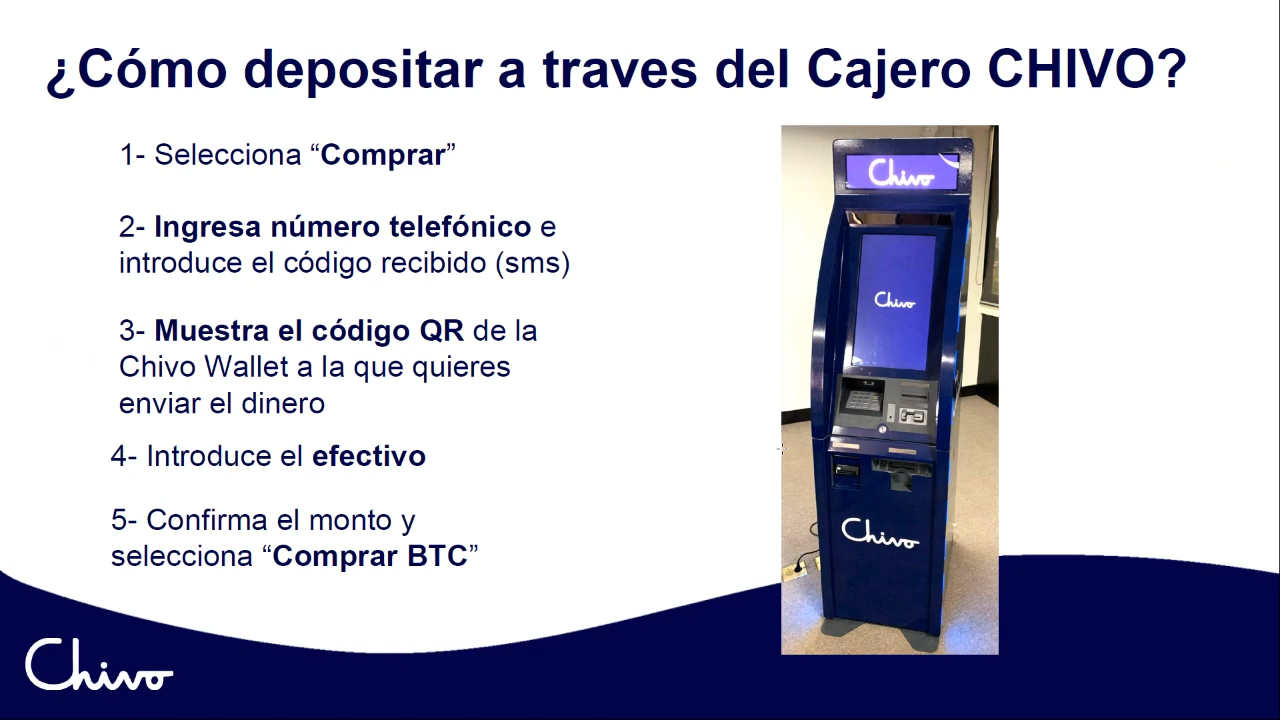 ¿Cómo depositar a traves del Cajero CHIVO?
1- Selecciona “Comprar”
2- Ingresa número telefónico e
introduce el código recibido (sms)
3- Muestra el código QR de la
Chivo Wallet a la que quieres
enviar el dinero
4- Introduce el efectivo
5- Confirma el monto y
selecciona “Comprar BTC”
Chivo
Chivo
Chivo
Chivo